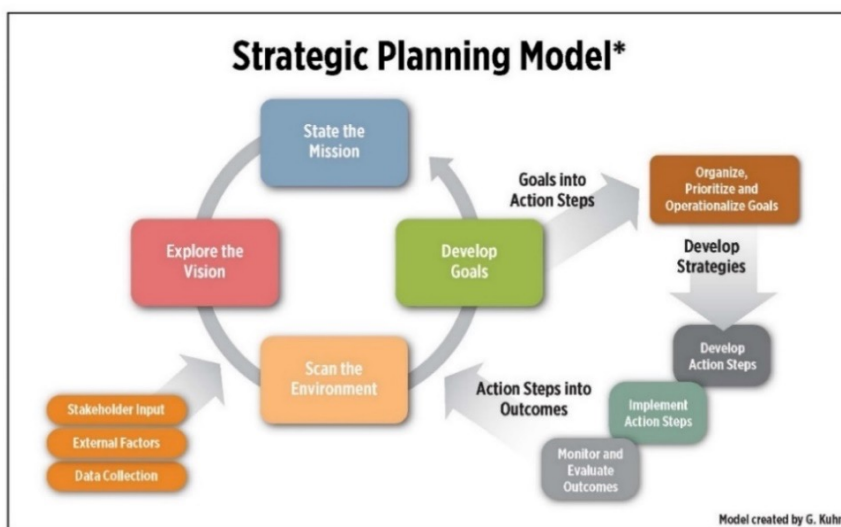 Strategic Planning Model*
State the
Mission
Explore the
Vision
Develop
Goals
Scan the
Environment
Stakeholder Input
External Factors
Data Collection
Goals into
Action Steps
Organize,
Prioritize and
Operationalize Goals
Develop
Strategies
Develop
Action Steps
Implement
Action Steps
Monitor and
Evaluate
Outcomes
Action Steps into
Outcomes
Model created by G. Kuhn